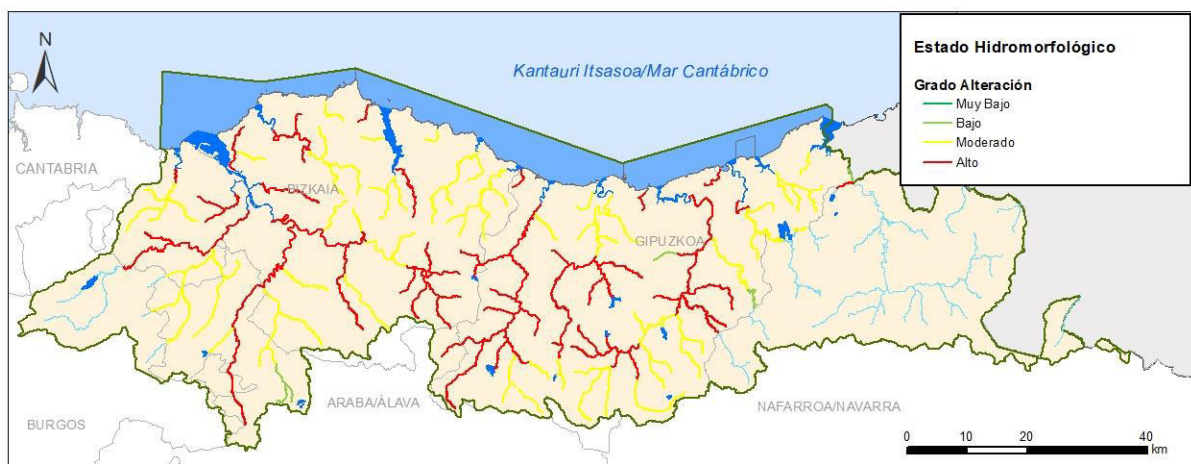 N
Kantauri Itsasoa/Mar Cantábrico
Estado Hidromorfológico
Grado Alteración
Muy Bajo
Bajo
Moderado
Alto
CANTABRIA
BIZKAIA
GIPUZKOA
ARABA/ÁLAVA
NAFARROA/NAVARRA
BURGOS
0 10 20 40
km